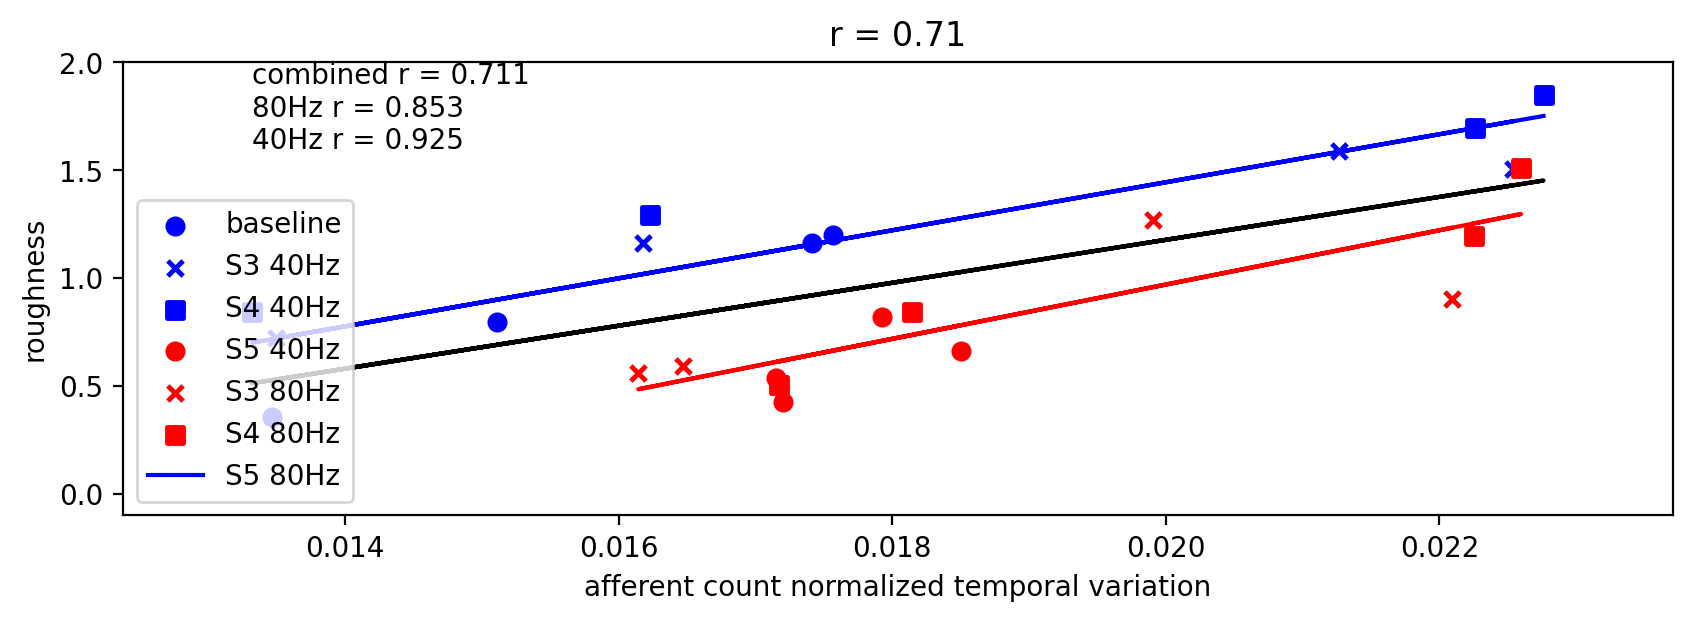 r = 0.71
combined r = 0.711
80Hz r = 0.853
40Hz r = 0.925
2.0
1.5
1.0
0.5
0.0
roughness
baseline
S3 40Hz
S4 40Hz
S5 40Hz
S3 80Hz
S4 80Hz
S5 80Hz
0.014 0.016 0.018 0.020 0.022
afferent count normalized temporal variation